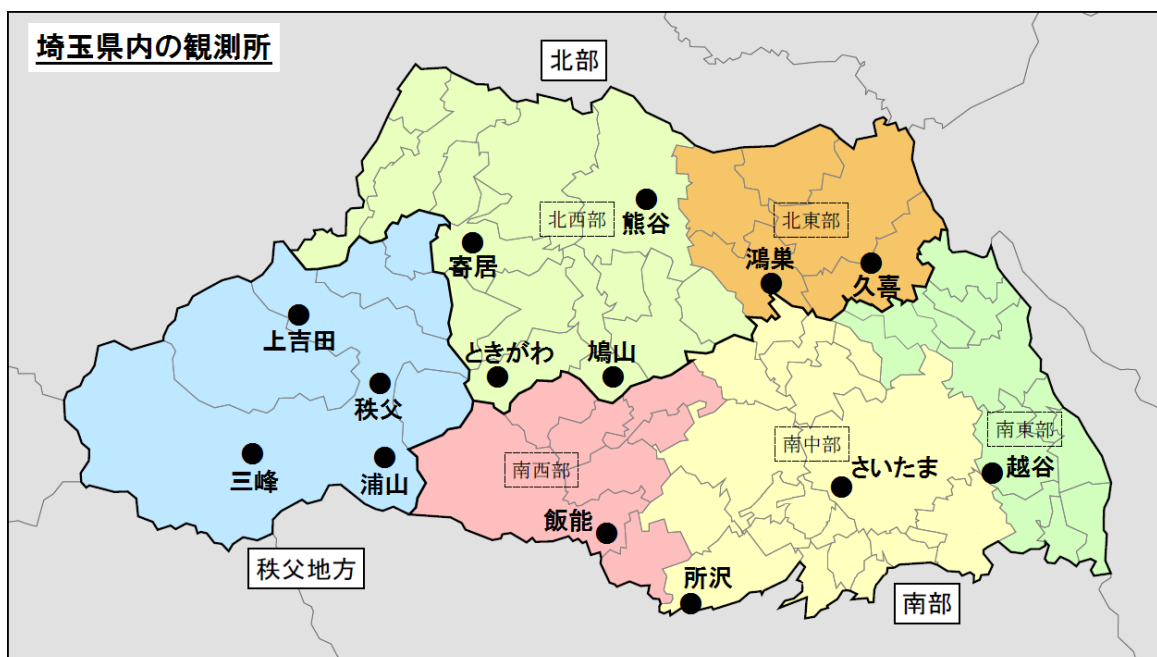 埼玉県内の観測所
北部
北西部
熊谷
北東部
寄居
鴻巣
久喜
上吉田
ときがわ
鳩山
秩父
南中部
南東部
三峰
浦山
南西部
さいたま
越谷
飯能
秩父地方
所沢
南部